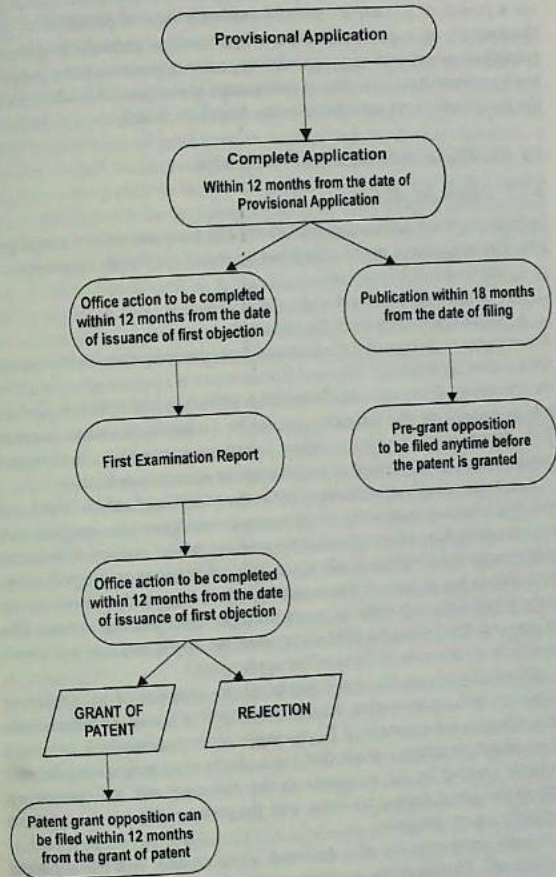 Provisional Application
Complete Application
Within 12 months from the date of
Provisional Application
Office action to be completed
within 12 months from the date
of issuance of first objection
Publication within 18 months
from the date of filing
First Examination Report
Pre-grant opposition
to be filed anytime before
the patent is granted
Office action to be completed
within 12 months from the date
of issuance of first objection
GRANT OF
PATENT
REJECTION
Patent grant opposition can
be filed within 12 months
from the grant of patent